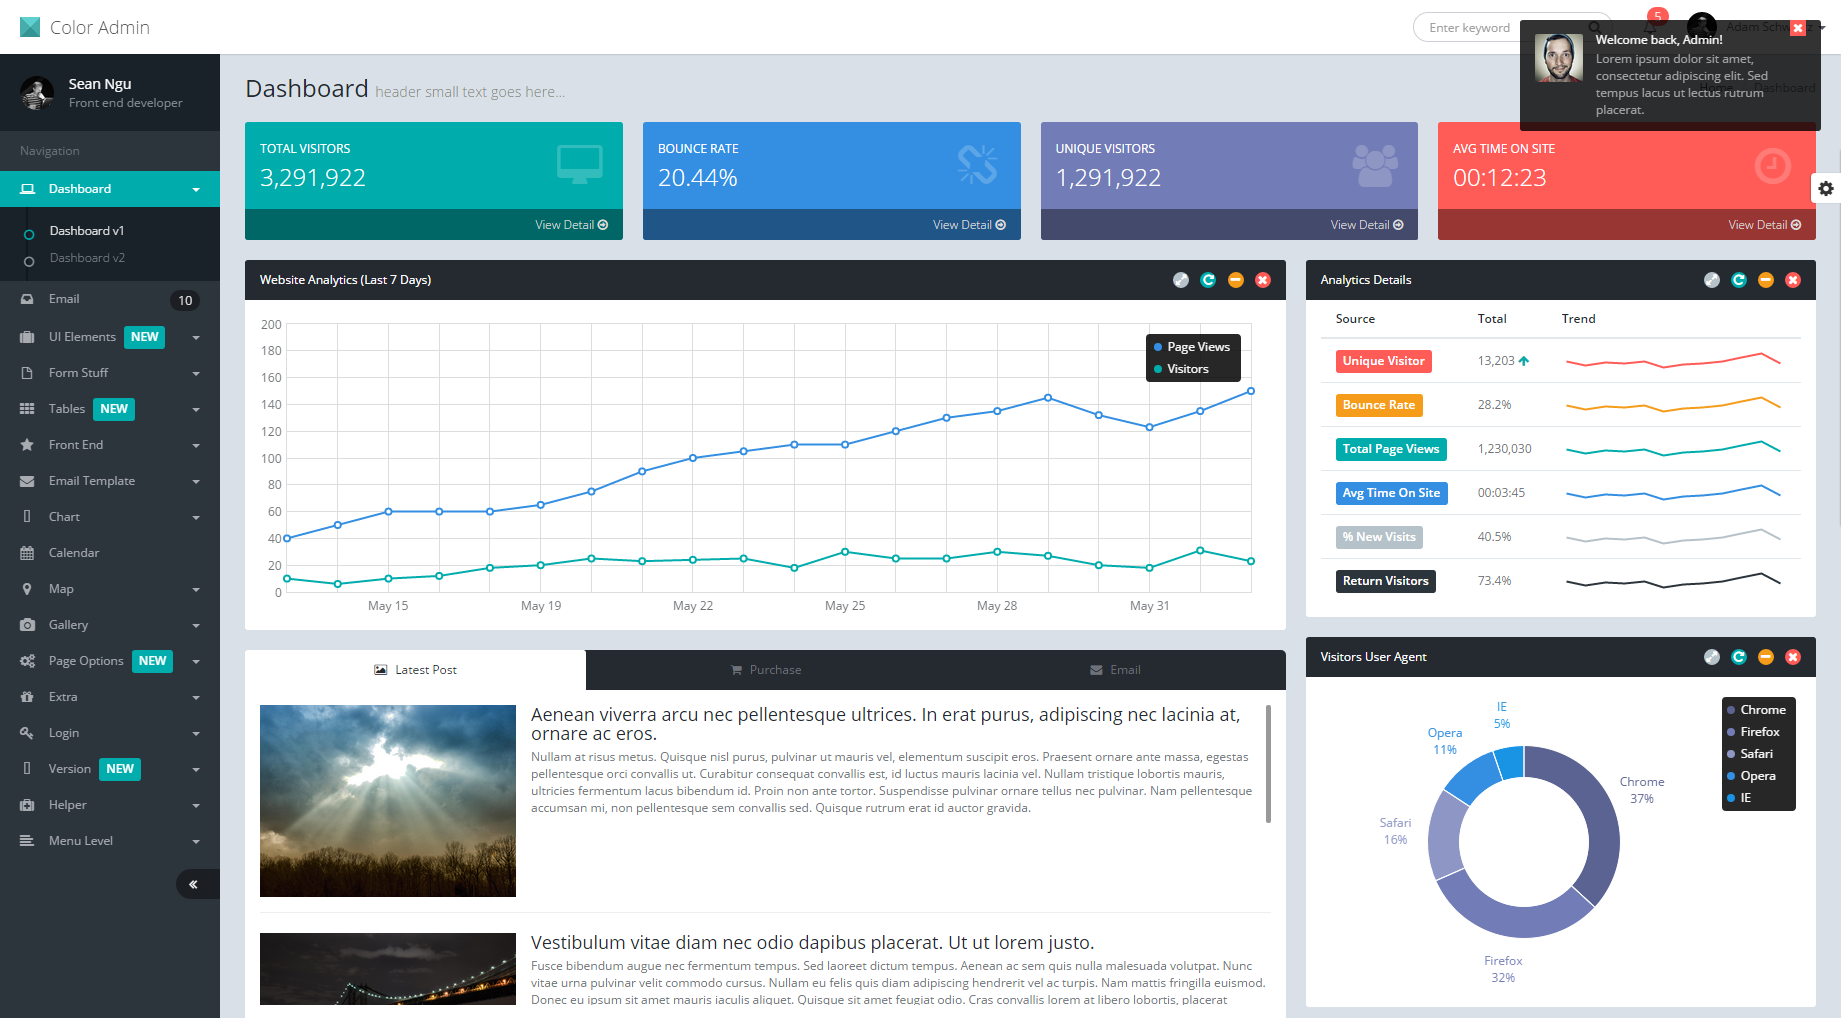 Color Admin
Enter keyword
5
Adam Schwartz
Welcome back, Admin!
Lorem ipsum dolor sit amet,
consectetur adipiscing elit. Sed
tempus lacus ut lectus rutrum
placerat.
Home
Dashboard
Sean Ngu
Front end developer
Navigation
Dashboard
Dashboard v1
Dashboard v2
Email 10
UI Elements NEW
Form Stuff
Tables NEW
Front End
Email Template
Chart
Calendar
Map
Gallery
Page Options NEW
Extra
Login
Version NEW
Helper
Menu Level
Dashboard header small text goes here...
TOTAL VISITORS
3,291,922
View Detail
BOUNCE RATE
20.44%
View Detail
UNIQUE VISITORS
1,291,922
View Detail
AVG TIME ON SITE
00:12:23
View Detail
Website Analytics (Last 7 Days)
200
180
160
140
120
100
80
60
40
20
0
Page Views
Visitors
May 15 May 19 May 22 May 25 May 28 May 31
Analytics Details
Source Total Trend
Unique Visitor 13,203
Bounce Rate 28.2%
Total Page Views 1,230,030
Avg Time On Site 00:03:45
% New Visits 40.5%
Return Visitors 73.4%
Latest Post Purchase Email
Aenean viverra arcu nec pellentesque ultrices. In erat purus, adipiscing nec lacinia at,
ornare ac eros.
Nullam at risus metus. Quisque nisl purus, pulvinar ut mauris vel, elementum suscipit eros. Praesent ornare ante massa, egestas
pellentesque orci convallis ut. Curabitur consequat convallis est, id luctus mauris lacinia vel. Nullam tristique lobortis mauris,
ultricies fermentum lacus bibendum id. Proin non ante tortor. Suspendisse pulvinar ornare tellus nec pulvinar. Nam pellentesque
accumsan mi, non pellentesque sem convallis sed. Quisque rutrum erat id auctor gravida.
Vestibulum vitae diam nec odio dapibus placerat. Ut ut lorem justo.
Fusce bibendum augue nec fermentum tempus. Sed laoreet dictum tempus. Aenean ac sem quis nulla malesuada volutpat. Nunc
vitae urna pulvinar velit commodo cursus. Nullam eu felis quis diam adipiscing hendrerit vel ac turpis. Nam mattis fringilla euismod.
Donec eu ipsum sit amet mauris iaculis aliquet. Quisque sit amet feugiat odio. Cras convallis lorem at libero lobortis, placerat
Visitors User Agent
IE
5%
Opera
11%
Safari
16%
Firefox
32%
Chrome
37%
Chrome
Firefox
Safari
Opera
IE